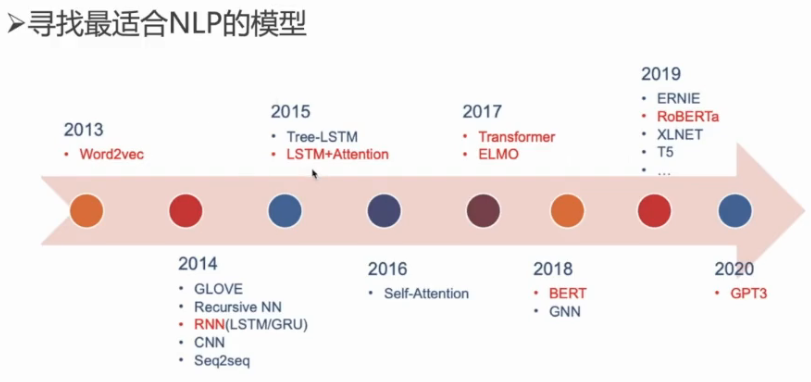 ➢寻找最适合NLP的模型
2013
• Word2vec
2014
• GLOVE
• Recursive NN
• RNN(LSTM/GRU)
• CNN
• Seq2seq
2015
• Tree-LSTM
• LSTM+Attention
2016
• Self-Attention
2017
• Transformer
• ELMO
2018
• BERT
• GNN
2019
• ERNIE
• RoBERTa
• XLNET
• T5
• ...
2020
• GPT3